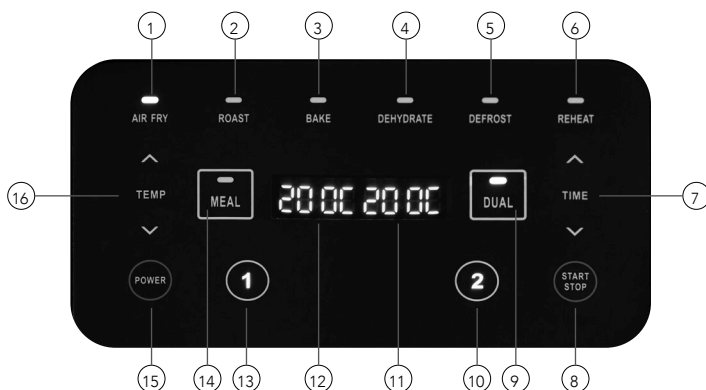 1 2 3 4 5 6
AIR FRY ROAST BAKE DEHYDRATE DEFROST REHEAT
16 TEMP MEAL 200C 200C DUAL TIME 7
POWER 1 2 START
STOP
15 14 13 12 11 10 9 8